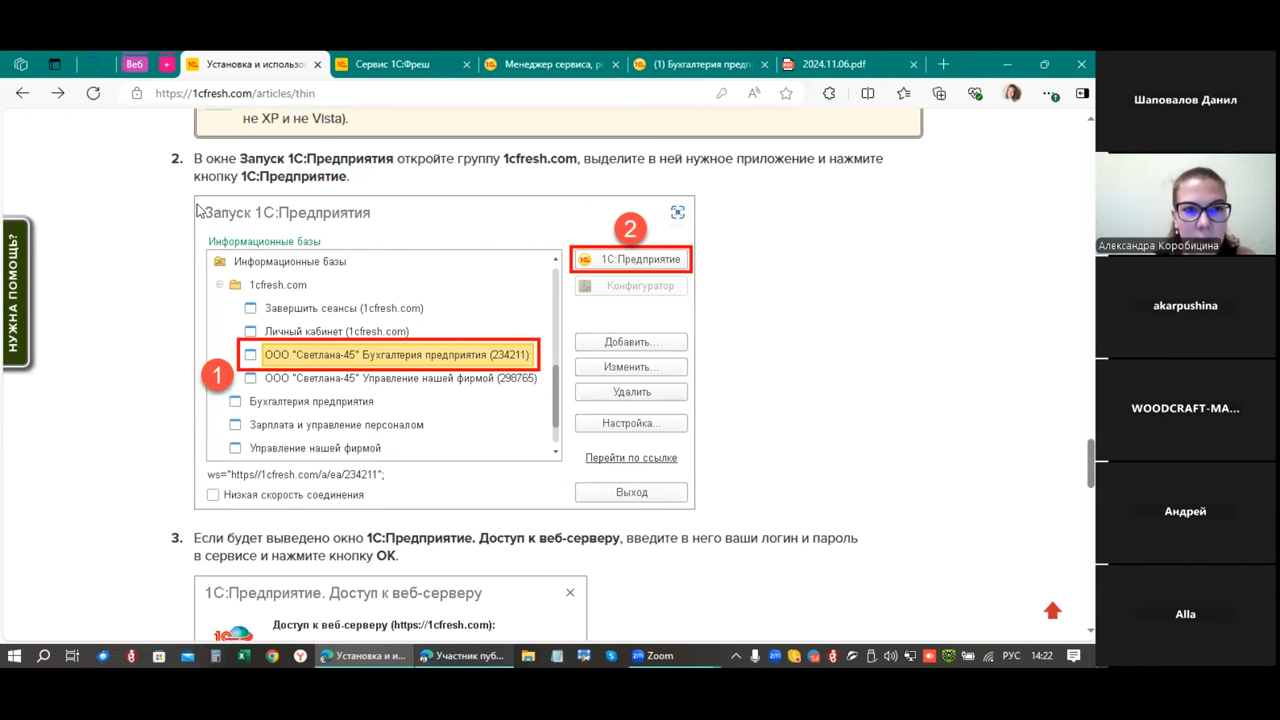 Веб
Установка и использо
Сервис 1С:Фреш
Менеджер сервиса, р
(1) Бухгалтерия предп
2024.11.06.pdf
https://1cfresh.com/articles/thin
не XP и не Vista).
2. В окне Запуск 1С:Предприятия откройте группу 1cfresh.com, выделите в ней нужное приложение и нажмите
кнопку 1С:Предприятие.
Запуск 1С:Предприятия
2
Информационные базы
Информационные базы
1С:Предприятие
1cfresh.com
Конфигуратор
Завершить сеансы (1cfresh.com)
Личный кабинет (1cfresh.com)
Добавить...
1
ООО "Светлана-45" Бухгалтерия предприятия (234211)
Изменить...
ООО "Светлана-45" Управление нашей фирмой (298765)
Удалить
Бухгалтерия предприятия
Зарплата и управление персоналом
Настройка...
Управление нашей фирмой
Перейти по ссылке
ws="https//1cfresh.com/a/ea/234211";
Низкая скорость соединения
Выход
3. Если будет выведено окно 1С:Предприятие. Доступ к веб-серверу, введите в него ваши логин и пароль
в сервисе и нажмите кнопку ОК.
1С:Предприятие. Доступ к веб-серверу
Доступ к веб-серверу (https://1cfresh.com):
НУЖНА ПОМОЩЬ?
Установка и и...
Участник пуб...
Zoom
РУС
14:22
Шаповалов Данил
Александра Коробицина
akarpushina
WOODCRAFT-MA...
Андрей
Alla